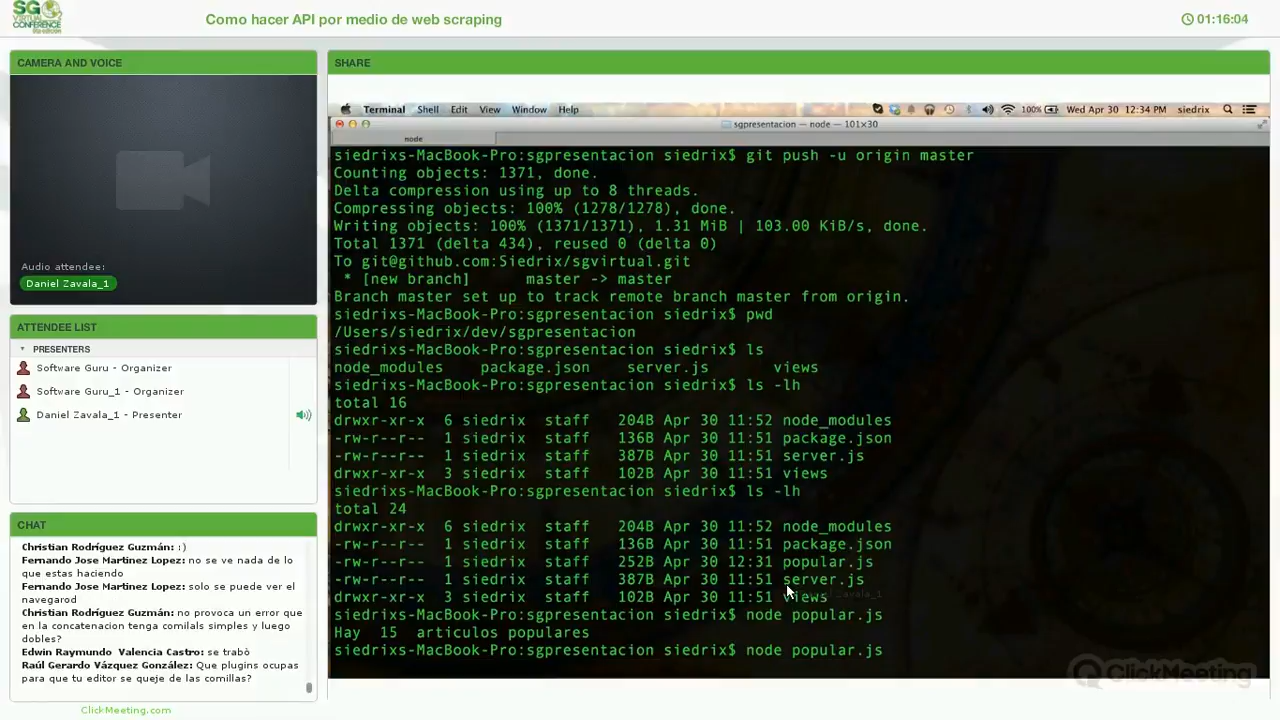 SG
VIRTUAL
CONFERENCE
Como hacer API por medio de web scraping
01:16:04
CAMERA AND VOICE
Audio attendee:
Daniel Zavala_1
ATTENDEE LIST
PRESENTERS
Software Guru - Organizer
Software Guru_1 - Organizer
Daniel Zavala_1 - Presenter
CHAT
Christian Rodríguez Guzmán: :)
Fernando Jose Martinez Lopez: no se ve nada de lo
que estas haciendo
Fernando Jose Martinez Lopez: solo se puede ver el
navegarod
Christian Rodríguez Guzmán: no provoca un error que
en la concatenacion tenga comilals simples y luego
dobles?
Edwin Raymundo Valencia Castro: se trabò
Raúl Gerardo Vázquez González: Que plugins ocupas
para que tu editor se queje de las comillas?
ClickMeeting.com
SHARE
Terminal Shell Edit View Window Help
100% Wed Apr 30 12:34 PM siedrix
sgpresentacion — node — 101×30
node
siedrixs-MacBook-Pro:sgpresentacion siedrix$ git push -u origin master
Counting objects: 1371, done.
Delta compression using up to 8 threads.
Compressing objects: 100% (1278/1278), done.
Writing objects: 100% (1371/1371), 1.31 MiB | 103.00 KiB/s, done.
Total 1371 (delta 434), reused 0 (delta 0)
To git@github.com:Siedrix/sgvirtual.git
* [new branch] master -> master
Branch master set up to track remote branch master from origin.
siedrixs-MacBook-Pro:sgpresentacion siedrix$ pwd
/Users/siedrix/dev/sgpresentacion
siedrixs-MacBook-Pro:sgpresentacion siedrix$ ls
node_modules package.json server.js views
siedrixs-MacBook-Pro:sgpresentacion siedrix$ ls -lh
total 16
drwxr-xr-x 6 siedrix staff 204B Apr 30 11:52 node_modules
-rw-r--r-- 1 siedrix staff 136B Apr 30 11:51 package.json
-rw-r--r-- 1 siedrix staff 387B Apr 30 11:51 server.js
drwxr-xr-x 3 siedrix staff 102B Apr 30 11:51 views
siedrixs-MacBook-Pro:sgpresentacion siedrix$ ls -lh
total 24
drwxr-xr-x 6 siedrix staff 204B Apr 30 11:52 node_modules
-rw-r--r-- 1 siedrix staff 136B Apr 30 11:51 package.json
-rw-r--r-- 1 siedrix staff 252B Apr 30 12:31 popular.js
-rw-r--r-- 1 siedrix staff 387B Apr 30 11:51 server.js
drwxr-xr-x 3 siedrix staff 102B Apr 30 11:51 views
Daniel Zavala_1
siedrixs-MacBook-Pro:sgpresentacion siedrix$ node popular.js
Hay 15 articulos populares
siedrixs-MacBook-Pro:sgpresentacion siedrix$ node popular.js
ClickMeeting